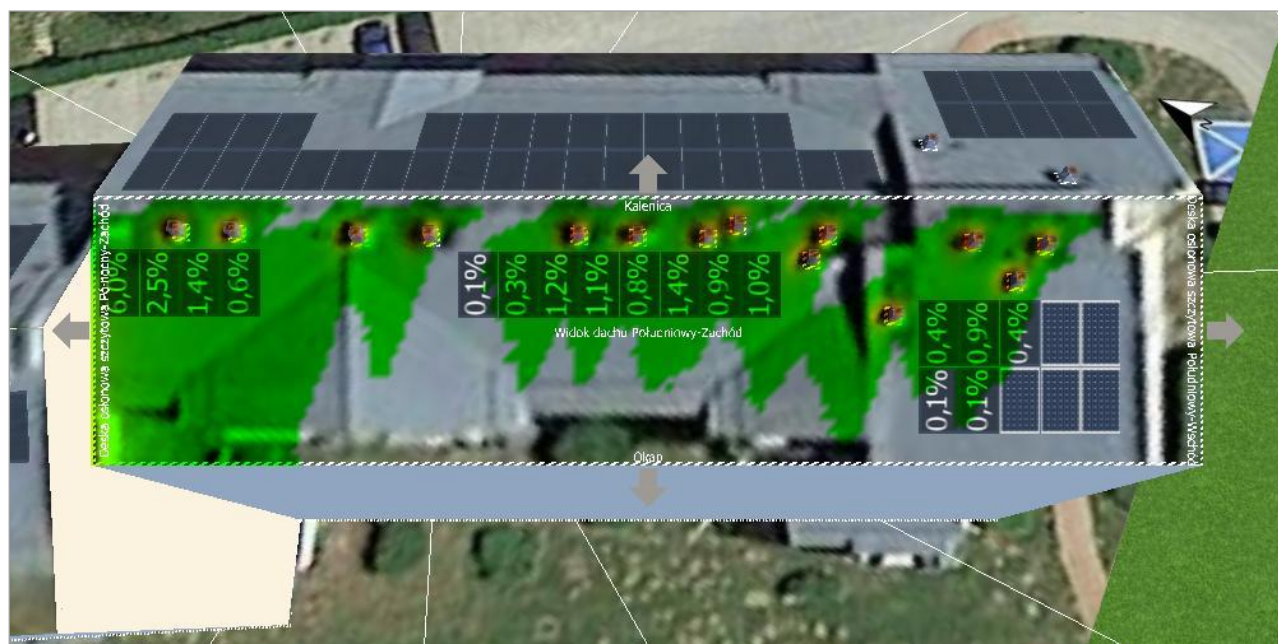 Kalenica
Deska osłonowa szczytowa Północny-Zachód
Deska osłonowa szczytowa Południowy-Wschód
6,0%
2,5%
1,4%
0,6%
0,1%
0,3%
1,2%
1,1%
0,8%
1,4%
0,9%
1,0%
Widok dachu Południowy-Zachód
0,4%
0,9%
0,4%
0,1%
0,1%
Okap
N